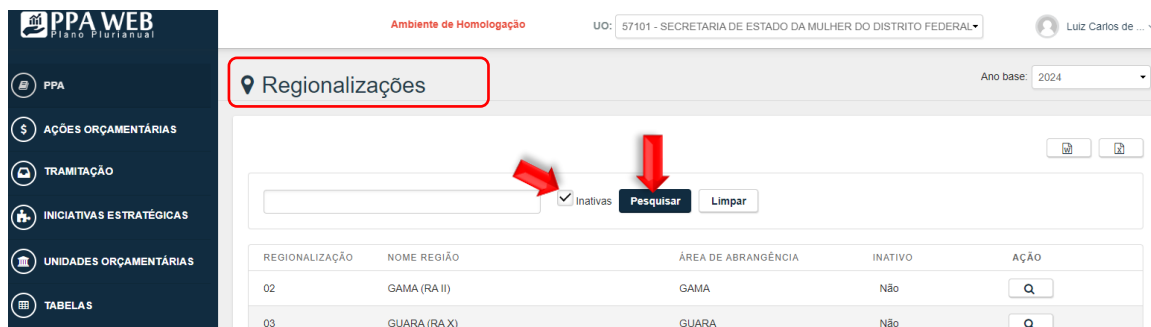 PPA WEB
Plano Plurianual
Ambiente de Homologação
UO: 57101 - SECRETARIA DE ESTADO DA MULHER DO DISTRITO FEDERAL
Luiz Carlos de ...
PPA
Regionalizações
Ano base: 2024
AÇÕES ORÇAMENTÁRIAS
TRAMITAÇÃO
INICIATIVAS ESTRATÉGICAS
UNIDADES ORÇAMENTÁRIAS
TABELAS
Inativas Pesquisar Limpar
REGIONALIZAÇÃO NOME REGIÃO ÁREA DE ABRANGÊNCIA INATIVO AÇÃO
02 GAMA (RA II) GAMA Não
03 GUARA (RA X) GUARA Não